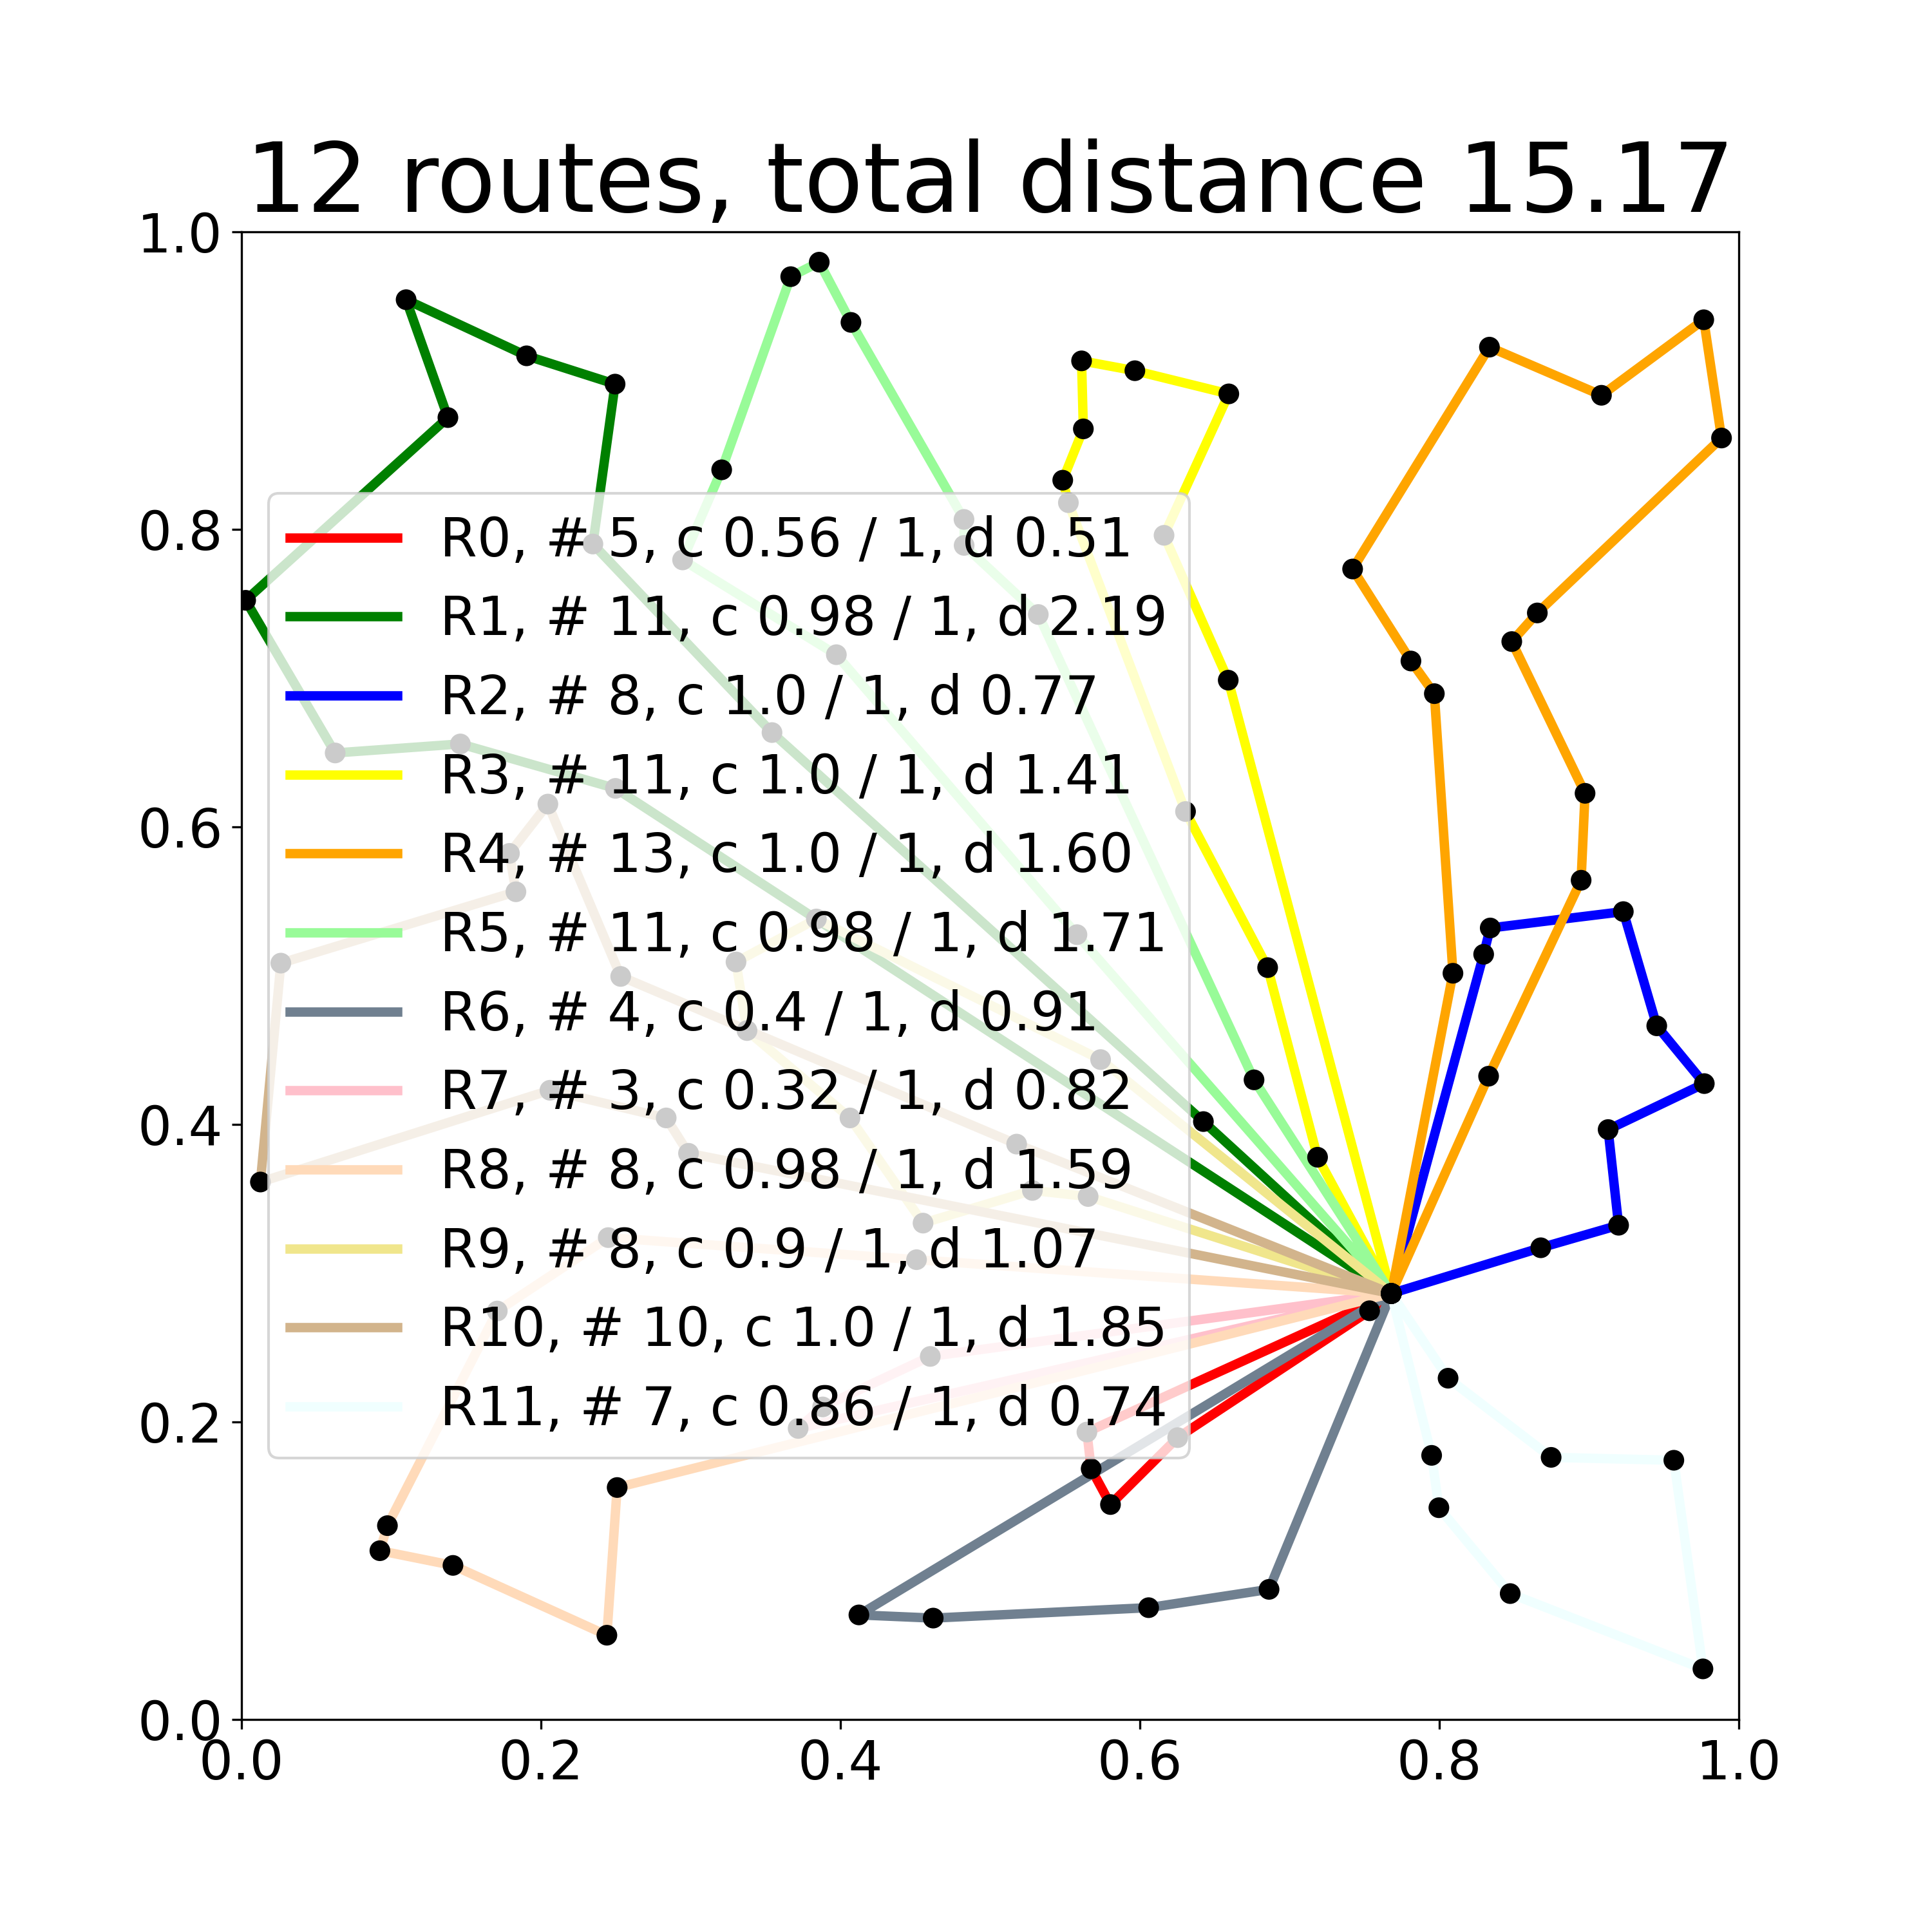 12 routes, total distance 15.17
1.0
0.8
0.6
0.4
0.2
0.0
R0, # 5, c 0.56 / 1, d 0.51
R1, # 11, c 0.98 / 1, d 2.19
R2, # 8, c 1.0 / 1, d 0.77
R3, # 11, c 1.0 / 1, d 1.41
R4, # 13, c 1.0 / 1, d 1.60
R5, # 11, c 0.98 / 1, d 1.71
R6, # 4, c 0.4 / 1, d 0.91
R7, # 3, c 0.32 / 1, d 0.82
R8, # 8, c 0.98 / 1, d 1.59
R9, # 8, c 0.9 / 1, d 1.07
R10, # 10, c 1.0 / 1, d 1.85
R11, # 7, c 0.86 / 1, d 0.74
0.0 0.2 0.4 0.6 0.8 1.0